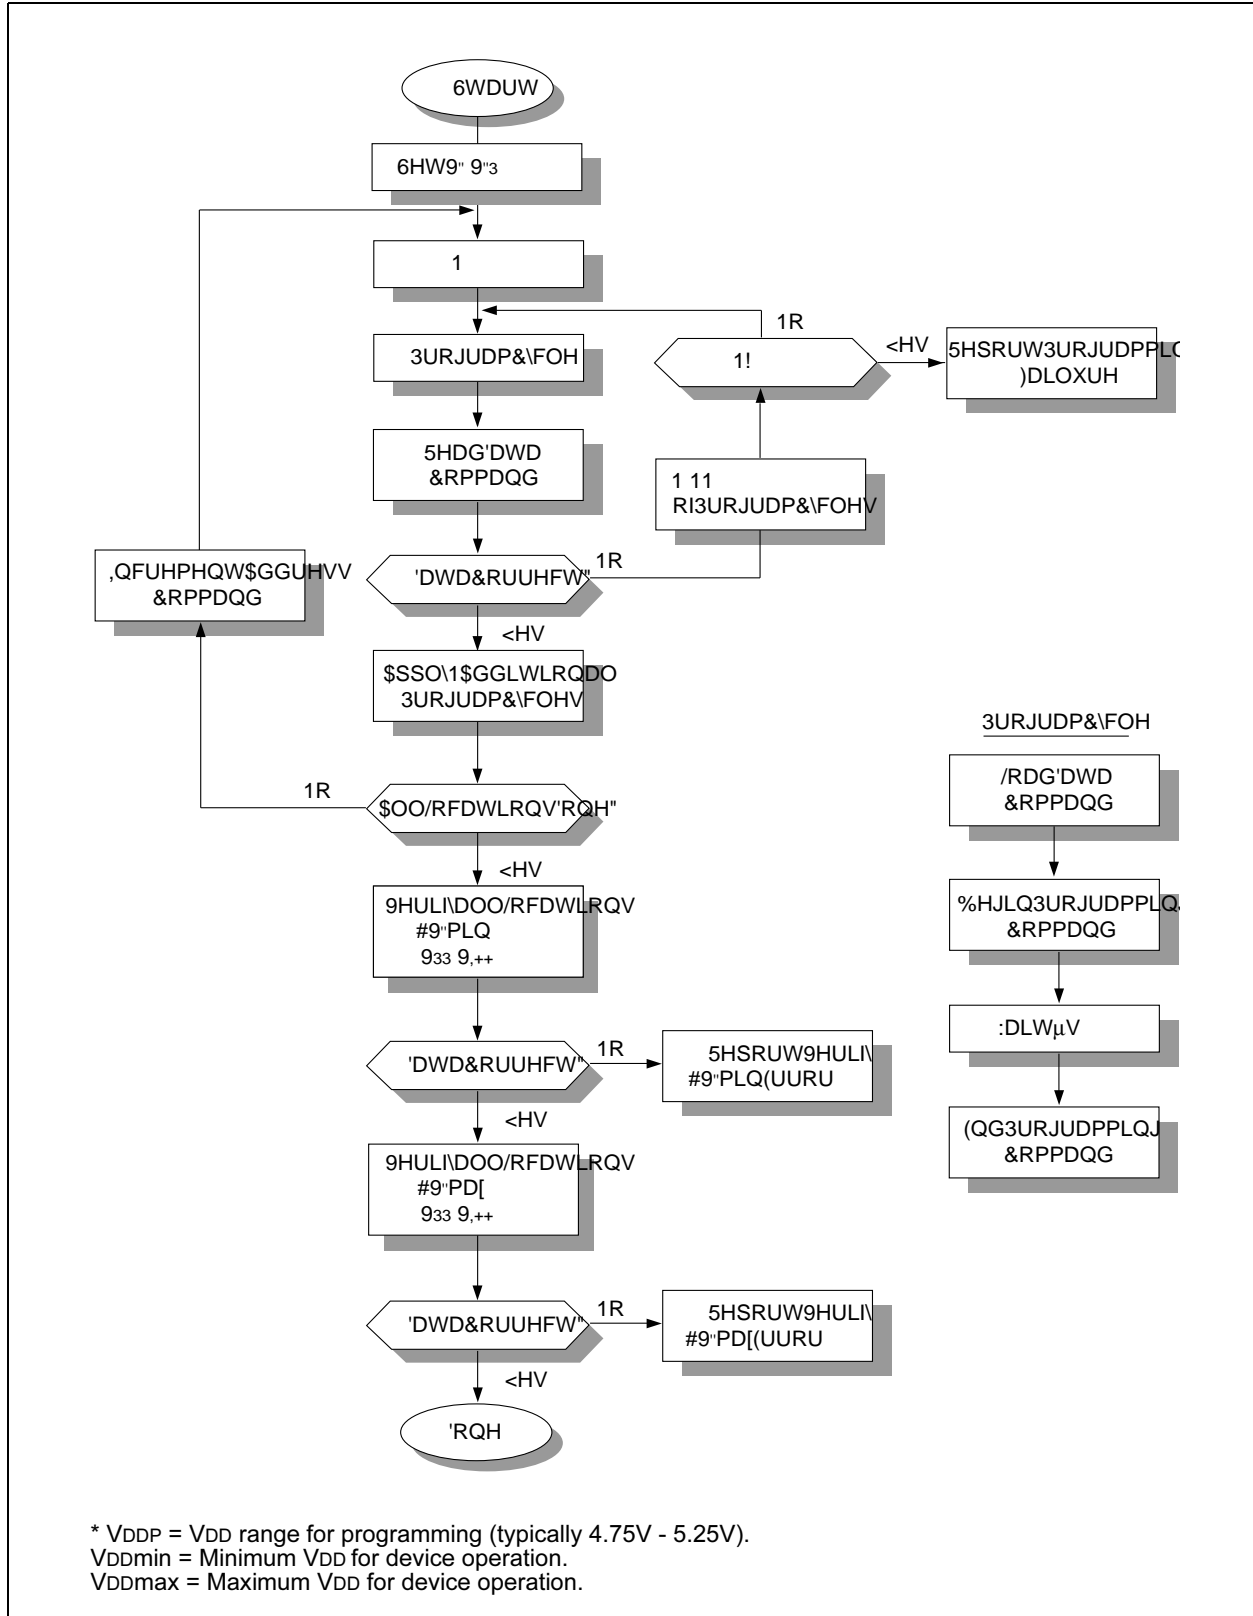 6WDUW
6HW9" 9"3
1
1R
3URJUDP&\FOH
1!
<HV
5HSRUW3URJUDPPLQ
)DLOXUH
5HDG'DWD
&RPPDQG
1 11
RI3URJUDP&\FOHV
,QFUHPHQW$GGUHVV
&RPPDQG
'DWD&RUUHFW"
1R
<HV
$SSO\1$GGLWLRQDO
3URJUDP&\FOHV
1R
$OO/RFDWLRQV'RQH"
<HV
9HULI\DOO/RFDWLRQV
#9"PLQ
933 9,++
'DWD&RUUHFW"
1R
5HSRUW9HULI\
#9"PLQ(UURU
<HV
9HULI\DOO/RFDWLRQV
#9"PD[
933 9,++
'DWD&RUUHFW"
1R
5HSRUW9HULI\
#9"PD[(UURU
<HV
'RQH
3URJUDP&\FOH
/RDG'DWD
&RPPDQG
%HJLQ3URJUDPPLQJ
&RPPDQG
:DLWμV
(QG3URJUDPPLQJ
&RPPDQG
* VDDP = VDD range for programming (typically 4.75V - 5.25V).
VDDmin = Minimum VDD for device operation.
VDDmax = Maximum VDD for device operation.